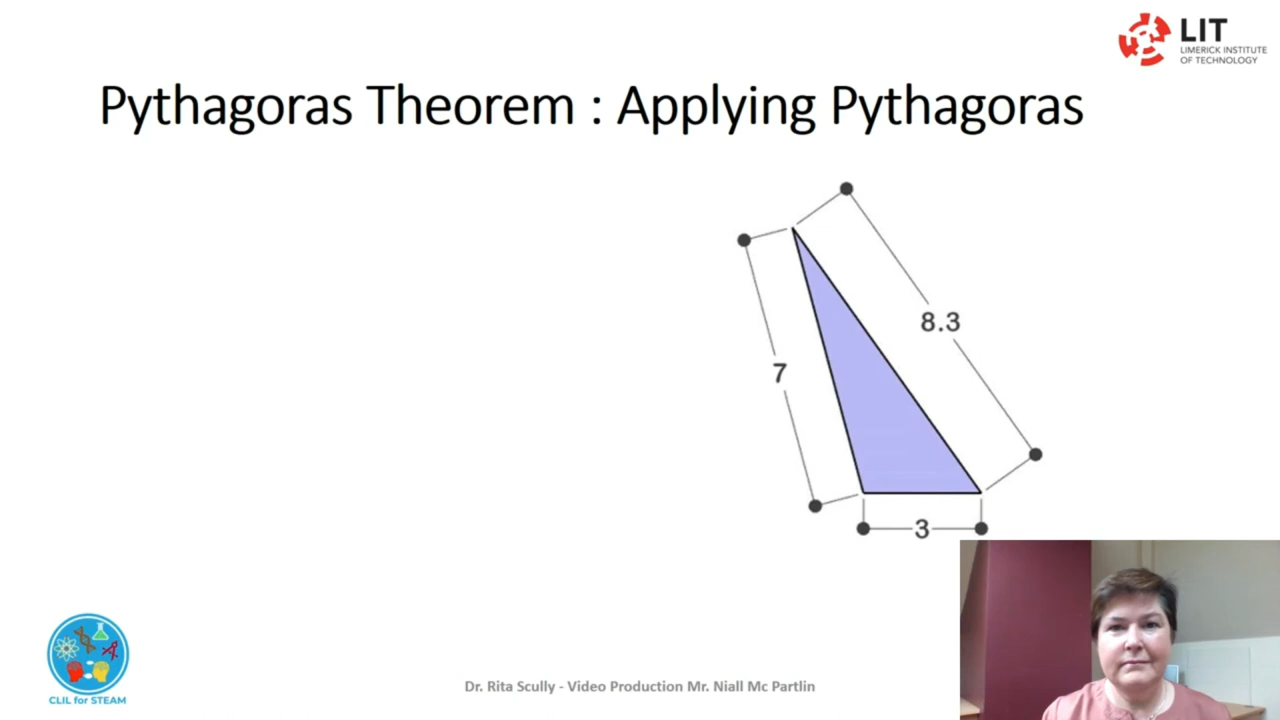 LIT
LIMERICK INSTITUTE
OF TECHNOLOGY
Pythagoras Theorem : Applying Pythagoras
8.3
7
3
CLIL for STEAM
Dr. Rita Scully - Video Production Mr. Niall Mc Partlin